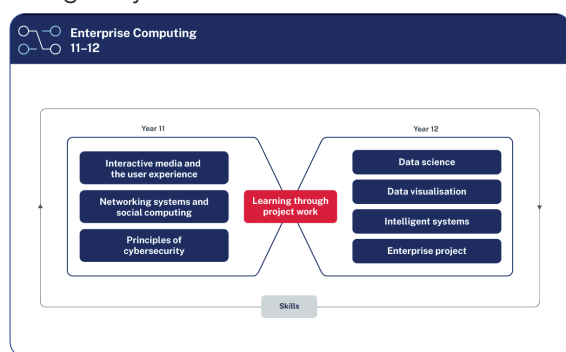 Enterprise Computing
11–12
Year 11
Interactive media and
the user experience
Networking systems and
social computing
Principles of
cybersecurity
Learning through
project work
Year 12
Data science
Data visualisation
Intelligent systems
Enterprise project
Skills